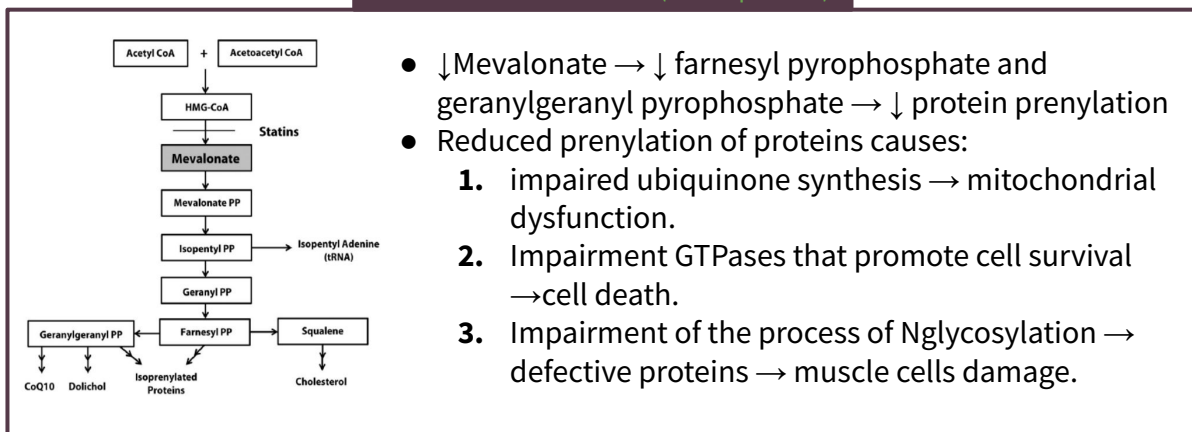 Acetyl CoA + Acetoacetyl CoA
HMG-CoA
Statins
Mevalonate
Mevalonate PP
Isopentyl PP
Isopentyl Adenine
(tRNA)
Geranyl PP
Geranylgeranyl PP
Farnesyl PP
Squalene
CoQ10
Dolichol
Isoprenylated
Proteins
Cholesterol
● ↓Mevalonate → ↓ farnesyl pyrophosphate and
geranylgeranyl pyrophosphate → ↓ protein prenylation
● Reduced prenylation of proteins causes:
1. impaired ubiquinone synthesis → mitochondrial
dysfunction.
2. Impairment GTPases that promote cell survival
→cell death.
3. Impairment of the process of Nglycosylation →
defective proteins → muscle cells damage.